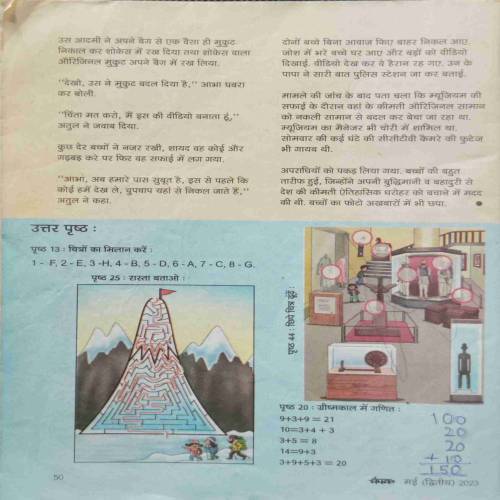 उस आदमी ने अपने बैग से एक वैसा ही मुकुट
निकाल कर शोकेस में रख दिया तथा शोकेस वाला
ओरिजिनल मुकुट अपने बैग में रख लिया.
“देखो, उस ने मुकुट बदल दिया है,” आभा घबरा
कर बोली.
“चिंता मत करो, मैं इस की वीडियो बनाता हूं,”
अतुल ने जवाब दिया.
कुछ देर बच्चों ने नजर रखी, शायद वह कोई और
गड़बड़ करे पर फिर वह सफाई में लग गया.
“आभा, अब हमारे पास सुबूत है, इस से पहले कि
कोई हमें देख ले, चुपचाप यहां से निकल जाते हैं,”
अतुल ने कहा.
दोनों बच्चे बिना आवाज किए बाहर निकल आए.
जोश में भरे बच्चे घर आए और बड़ों को वीडियो
दिखाई. वीडियो देख कर वे हैरान रह गए. उन के
पापा ने सारी बात पुलिस स्टेशन जा कर बताई.
मामले की जांच के बाद पता चला कि म्यूजियम की
सफाई के दौरान वहां के कीमती ओरिजिनल सामान
को नकली सामान से बदल कर बेचा जा रहा था.
म्यूजियम का मैनेजर भी चोरी में शामिल था.
सोमवार की कई घंटे की सीसीटीवी कैमरे की फुटेज
भी गायब थी.
अपराधियों को पकड़ लिया गया. बच्चों की बहुत
तारीफ हुई, जिन्होंने अपनी बुद्धिमानी व बहादुरी से
देश की कीमती ऐतिहासिक धरोहर को बचाने में मदद
की थी. बच्चों का फोटो अखबारों में भी छपा. •
उत्तर पृष्ठ :
पृष्ठ 13 : चित्रों का मिलान करें :
1 - F, 2 - E, 3 -H, 4 - B, 5 - D, 6 - A, 7 - C, 8 - G.
पृष्ठ 25 : रास्ता बताओ :
पृष्ठ 44 : छिपे चित्र ढूंढ़ें :
पृष्ठ 20 : ग्रीष्मकाल में गणित :
9+3+9 = 21
10=3+4 + 3
3+5 = 8
14=9+3
3+9+5+3 = 20
100
20
20
+ 10
150
50
चंपक मई (द्वितीय) 2023